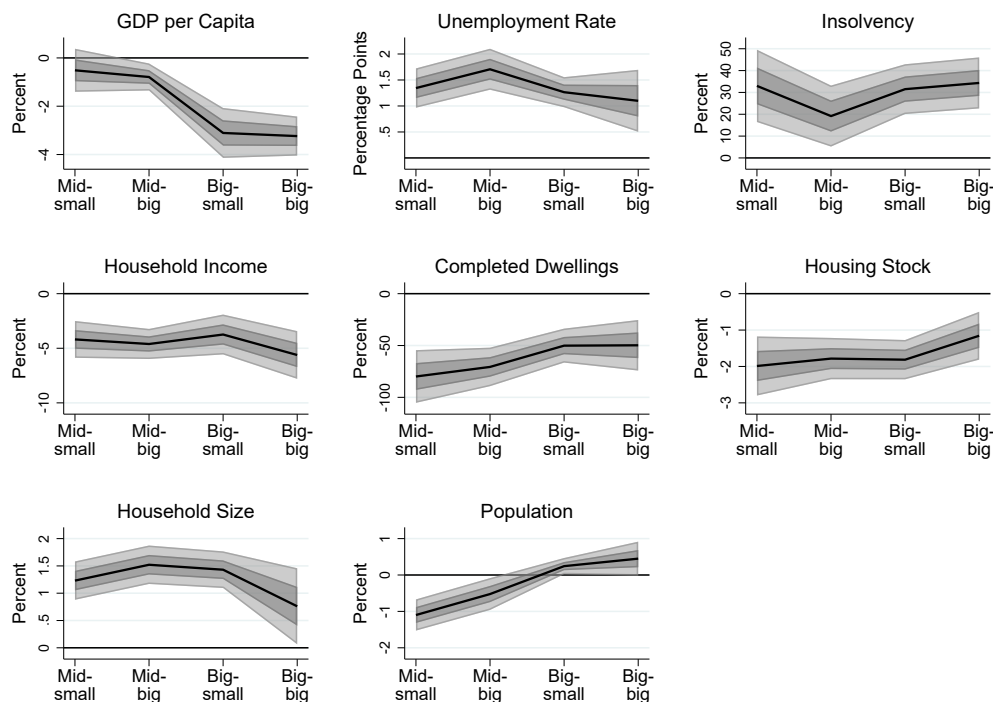 GDP per Capita
Percent
0
-2
-4
Mid-small
Mid-big
Big-small
Big-big
Unemployment Rate
Percentage Points
2
1.5
1
.5
Mid-small
Mid-big
Big-small
Big-big
Insolvency
Percent
50
40
30
20
10
0
Mid-small
Mid-big
Big-small
Big-big
Household Income
Percent
0
-5
-10
Mid-small
Mid-big
Big-small
Big-big
Completed Dwellings
Percent
0
-50
-100
Mid-small
Mid-big
Big-small
Big-big
Housing Stock
Percent
0
-1
-2
-3
Mid-small
Mid-big
Big-small
Big-big
Household Size
Percent
2
1.5
1
.5
0
Mid-small
Mid-big
Big-small
Big-big
Population
Percent
1
0
-1
-2
Mid-small
Mid-big
Big-small
Big-big